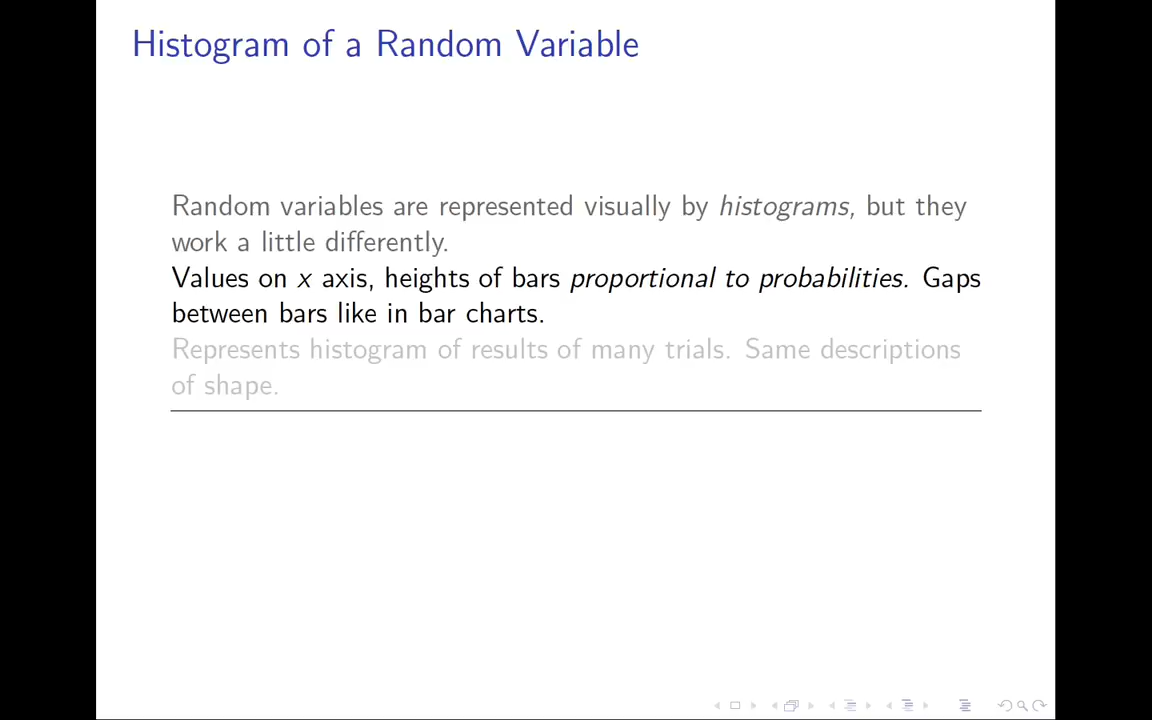 Histogram of a Random Variable
Random variables are represented visually by histograms, but they
work a little differently.
Values on x axis, heights of bars proportional to probabilities. Gaps
between bars like in bar charts.
Represents histogram of results of many trials. Same descriptions
of shape.